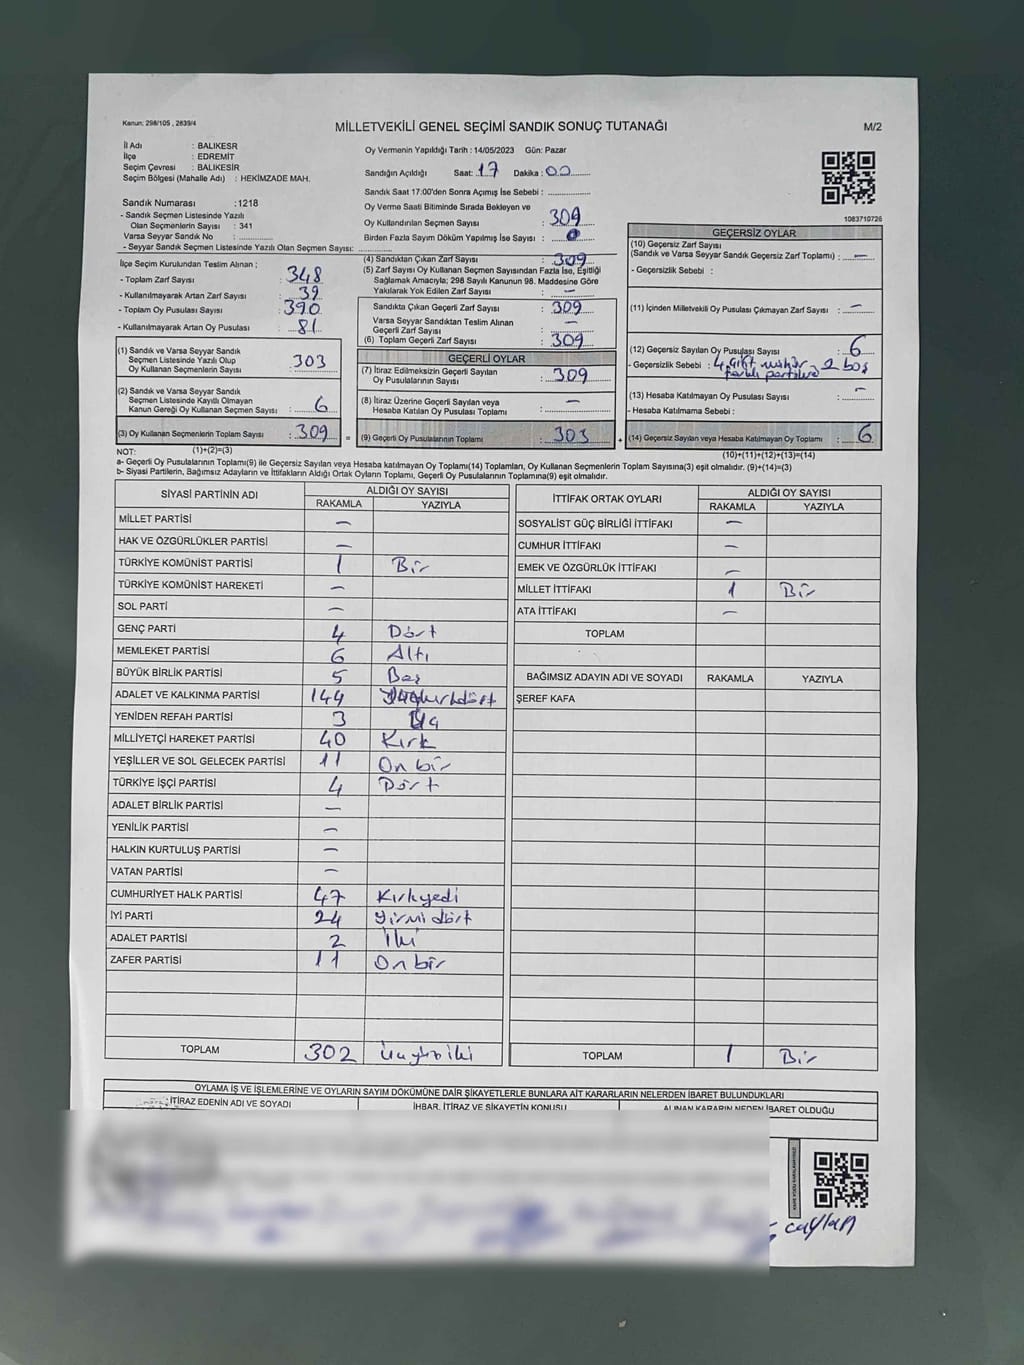 Kanun: 298/105 , 2839/4
MİLLETVEKİLİ GENEL SEÇİMİ SANDIK SONUÇ TUTANAĞI
M/2
İl Adı : BALIKESR
İlçe : EDREMİT
Seçim Çevresi : BALIKESİR
Seçim Bölgesi (Mahalle Adı) : HEKİMZADE MAH.
Sandık Numarası :1218
- Sandık Seçmen Listesinde Yazılı
Olan Seçmenlerin Sayısı : 341
Varsa Seyyar Sandık No :
- Seyyar Sandık Seçmen Listesinde Yazılı Olan Seçmen Sayısı:
Oy Vermenin Yapıldığı Tarih : 14/05/2023 Gün: Pazar
Sandığın Açıldığı Saat: 17 Dakika : 00
Sandık Saat 17:00'den Sonra Açımış İse Sebebi :
Oy Verme Saati Bitiminde Sırada Bekleyen ve
Oy Kullandırılan Seçmen Sayısı : 309
Birden Fazla Sayım Döküm Yapılmış İse Sayısı : 0
1083710726
İlçe Seçim Kurulundan Teslim Alınan ;
- Toplam Zarf Sayısı : 348
- Kullanılmayarak Artan Zarf Sayısı : 39
- Toplam Oy Pusulası Sayısı : 390
- Kullanılmayarak Artan Oy Pusulası : 81
(1) Sandık ve Varsa Seyyar Sandık
Seçmen Listesinde Yazılı Olup
Oy Kullanan Seçmenlerin Sayısı : 303
(2) Sandık ve Varsa Seyyar Sandık
Seçmen Listesinde Kayıtlı Olmayan
Kanun Gereği Oy Kullanan Seçmen Sayısı : 6
(3) Oy Kullanan Seçmenlerin Toplam Sayısı : 309
(4) Sandıktan Çıkan Zarf Sayısı : 309
(5) Zarf Sayısı Oy Kullanan Seçmen Sayısından Fazla İse, Eşitliği
Sağlamak Amacıyla; 298 Sayılı Kanunun 98. Maddesine Göre
Yakılarak Yok Edilen Zarf Sayısı : —
Sandıkta Çıkan Geçerli Zarf Sayısı : 309
Varsa Seyyar Sandıktan Teslim Alınan
Geçerli Zarf Sayısı : —
(6) Toplam Geçerli Zarf Sayısı : 309
GEÇERLİ OYLAR
(7) İtiraz Edilmeksizin Geçerli Sayılan
Oy Pusulalarının Sayısı : 309
(8) İtiraz Üzerine Geçerli Sayılan veya
Hesaba Katılan Oy Pusulası Toplamı : —
= (9) Geçerli Oy Pusulalarının Toplamı : 303
GEÇERSİZ OYLAR
(10) Geçersiz Zarf Sayısı
(Sandık ve Varsa Seyyar Sandık Geçersiz Zarf Toplamı) : —
- Geçersizlik Sebebi :
(11) İçinden Milletvekili Oy Pusulası Çıkmayan Zarf Sayısı : —
(12) Geçersiz Sayılan Oy Pusulası Sayısı : 6
- Geçersizlik Sebebi : 4 çift mühür 2 boş
farklı partilere
(13) Hesaba Katılmayan Oy Pusulası Sayısı : —
- Hesaba Katılmama Sebebi :
+ (14) Geçersiz Sayılan veya Hesaba Katılmayan Oy Toplamı : 6
NOT: (1)+(2)=(3)
(10)+(11)+(12)+(13)=(14)
a- Geçerli Oy Pusulalarının Toplamı(9) ile Geçersiz Sayılan veya Hesaba katılmayan Oy Toplamı(14) Toplamları, Oy Kullanan Seçmenlerin Toplam Sayısına(3) eşit olmalıdır. (9)+(14)=(3)
b- Siyasi Partilerin, Bağımsız Adayların ve İttifakların Aldığı Ortak Oyların Toplamı, Geçerli Oy Pusulalarının Toplamına(9) eşit olmalıdır.
SİYASİ PARTİNİN ADI ALDIĞI OY SAYISI
RAKAMLA YAZIYLA
MİLLET PARTİSİ —
HAK VE ÖZGÜRLÜKLER PARTİSİ —
TÜRKİYE KOMÜNİST PARTİSİ 1 Bir
TÜRKİYE KOMÜNİST HAREKETİ —
SOL PARTİ —
GENÇ PARTİ 4 Dört
MEMLEKET PARTİSİ 6 Altı
BÜYÜK BİRLİK PARTİSİ 5 Beş
ADALET VE KALKINMA PARTİSİ 144
YENİDEN REFAH PARTİSİ 3
MİLLİYETÇİ HAREKET PARTİSİ 40 Kırk
YEŞİLLER VE SOL GELECEK PARTİSİ 11 On bir
TÜRKİYE İŞÇİ PARTİSİ 4 Dört
ADALET BİRLİK PARTİSİ —
YENİLİK PARTİSİ —
HALKIN KURTULUŞ PARTİSİ —
VATAN PARTİSİ —
CUMHURİYET HALK PARTİSİ 47 Kırkyedi
İYİ PARTİ 24 Yirmidört
ADALET PARTİSİ 2 İki
ZAFER PARTİSİ 11 On bir
TOPLAM 302 Üçyüziki
İTTİFAK ORTAK OYLARI ALDIĞI OY SAYISI
RAKAMLA YAZIYLA
SOSYALİST GÜÇ BİRLİĞİ İTTİFAKI —
CUMHUR İTTİFAKI —
EMEK VE ÖZGÜRLÜK İTTİFAKI —
MİLLET İTTİFAKI 1 Bir
ATA İTTİFAKI —
TOPLAM
BAĞIMSIZ ADAYIN ADI VE SOYADI RAKAMLA YAZIYLA
ŞEREF KAFA
TOPLAM 1 Bir
OYLAMA İŞ VE İŞLEMLERİNE VE OYLARIN SAYIM DÖKÜMÜNE DAİR ŞİKAYETLERLE BUNLARA AİT KARARLARIN NELERDEN İBARET BULUNDUKLARI
İTİRAZ EDENİN ADI VE SOYADI İHBAR, İTİRAZ VE ŞİKAYETİN KONUSU ALINAN KARARIN NEDEN İBARET OLDUĞU
caylan